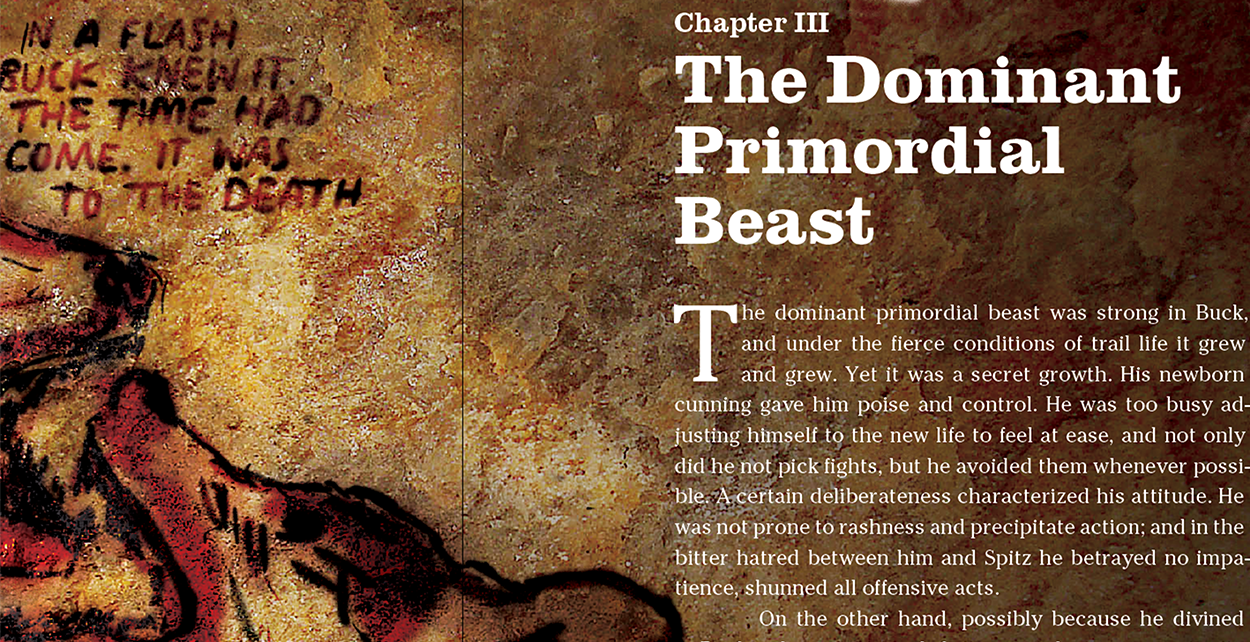 IN A FLASH
BUCK KNEW IT.
THE TIME HAD
COME. IT WAS
TO THE DEATH
Chapter III
The Dominant
Primordial
Beast
The dominant primordial beast was strong in Buck,
and under the fierce conditions of trail life it grew
and grew. Yet it was a secret growth. His newborn
cunning gave him poise and control. He was too busy ad-
justing himself to the new life to feel at ease, and not only
did he not pick fights, but he avoided them whenever possi-
ble. A certain deliberateness characterized his attitude. He
was not prone to rashness and precipitate action; and in the
bitter hatred between him and Spitz he betrayed no impa-
tience, shunned all offensive acts.
On the other hand, possibly because he divined